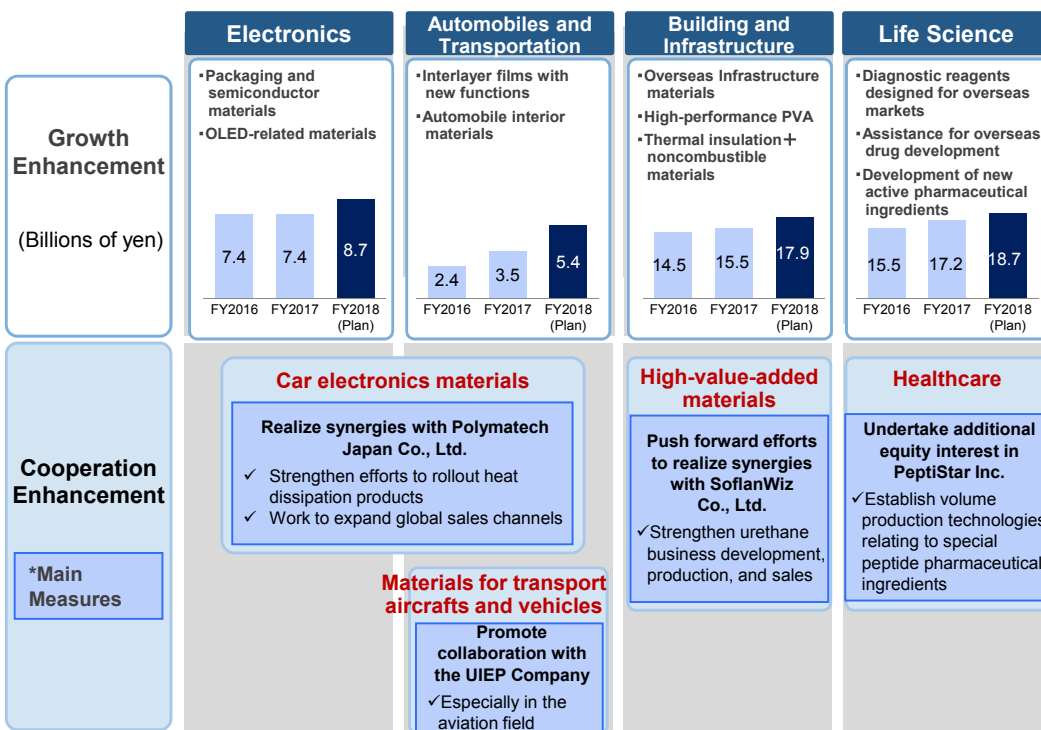 Electronics
Automobiles and
Transportation
Building and
Infrastructure
Life Science
Growth
Enhancement
(Billions of yen)
▪Packaging and
semiconductor
materials
▪OLED-related materials
7.4
7.4
8.7
FY2016
FY2017
FY2018
(Plan)
▪Interlayer films with
new functions
▪Automobile interior
materials
2.4
3.5
5.4
FY2016
FY2017
FY2018
(Plan)
▪Overseas Infrastructure
materials
▪High-performance PVA
▪Thermal insulation＋
noncombustible
materials
14.5
15.5
17.9
FY2016
FY2017
FY2018
(Plan)
▪Diagnostic reagents
designed for overseas
markets
▪Assistance for overseas
drug development
▪Development of new
active pharmaceutical
ingredients
15.5
17.2
18.7
FY2016
FY2017
FY2018
(Plan)
Cooperation
Enhancement
*Main
Measures
Car electronics materials
Realize synergies with Polymatech
Japan Co., Ltd.
✓ Strengthen efforts to rollout heat
dissipation products
✓ Work to expand global sales channels
Materials for transport
aircrafts and vehicles
Promote
collaboration with
the UIEP Company
✓Especially in the
aviation field
High-value-added
materials
Push forward efforts
to realize synergies
with SoflanWiz
Co., Ltd.
✓Strengthen urethane
business development,
production, and sales
Healthcare
Undertake additional
equity interest in
PeptiStar Inc.
✓Establish volume
production technologies
relating to special
peptide pharmaceutical
ingredients